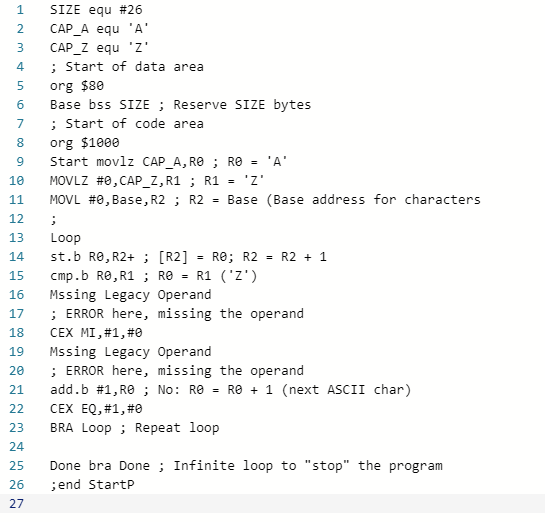 1 SIZE equ #26
2 CAP_A equ 'A'
3 CAP_Z equ 'Z'
4 ; Start of data area
5 org $80
6 Base bss SIZE ; Reserve SIZE bytes
7 ; Start of code area
8 org $1000
9 Start movlz CAP_A,R0 ; R0 = 'A'
10 MOVLZ #0,CAP_Z,R1 ; R1 = 'Z'
11 MOVL #0,Base,R2 ; R2 = Base (Base address for characters
12 ;
13 Loop
14 st.b R0,R2+ ; [R2] = R0; R2 = R2 + 1
15 cmp.b R0,R1 ; R0 = R1 ('Z')
16 Mssing Legacy Operand
17 ; ERROR here, missing the operand
18 CEX MI,#1,#0
19 Mssing Legacy Operand
20 ; ERROR here, missing the operand
21 add.b #1,R0 ; No: R0 = R0 + 1 (next ASCII char)
22 CEX EQ,#1,#0
23 BRA Loop ; Repeat loop
24
25 Done bra Done ; Infinite loop to "stop" the program
26 ;end StartP
27